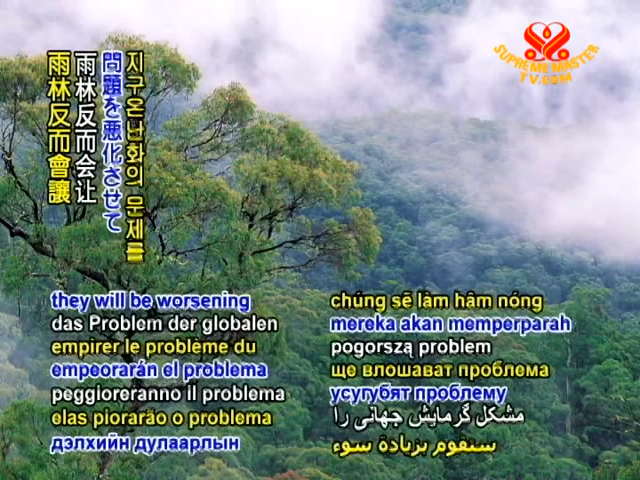 SUPREME MASTER
TV.COM
雨林反而會讓
雨林反而会让
問題を悪化させて
지구온난화의 문제를
they will be worsening
das Problem der globalen
empirer le problème du
empeorarán el problema
peggioreranno il problema
elas piorarão o problema
дэлхийн дулаарлын
chúng sẽ làm hâm nóng
mereka akan memperparah
pogorszą problem
ще влошават проблема
усугубят проблему
مشکل گرمایش جهانی را
ستقوم بزيادة سوء